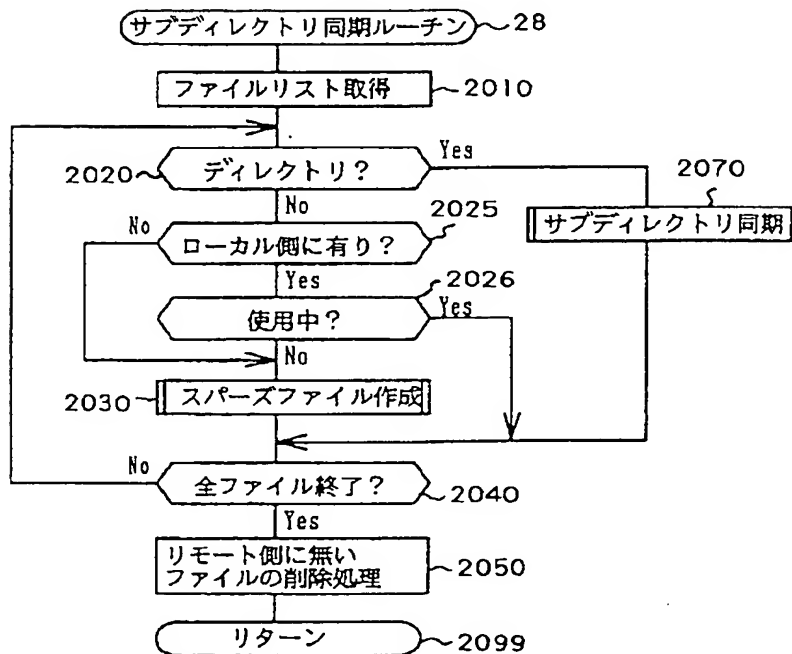 サブディレクトリ同期ルーチン 28
ファイルリスト取得 2010
2020 ディレクトリ? Yes
No
2070
サブディレクトリ同期
No ローカル側に有り? 2025
Yes
2026
使用中? Yes
No
2030 スパーズファイル作成
No
全ファイル終了? 2040
Yes
リモート側に無い
ファイルの削除処理 2050
リターン 2099